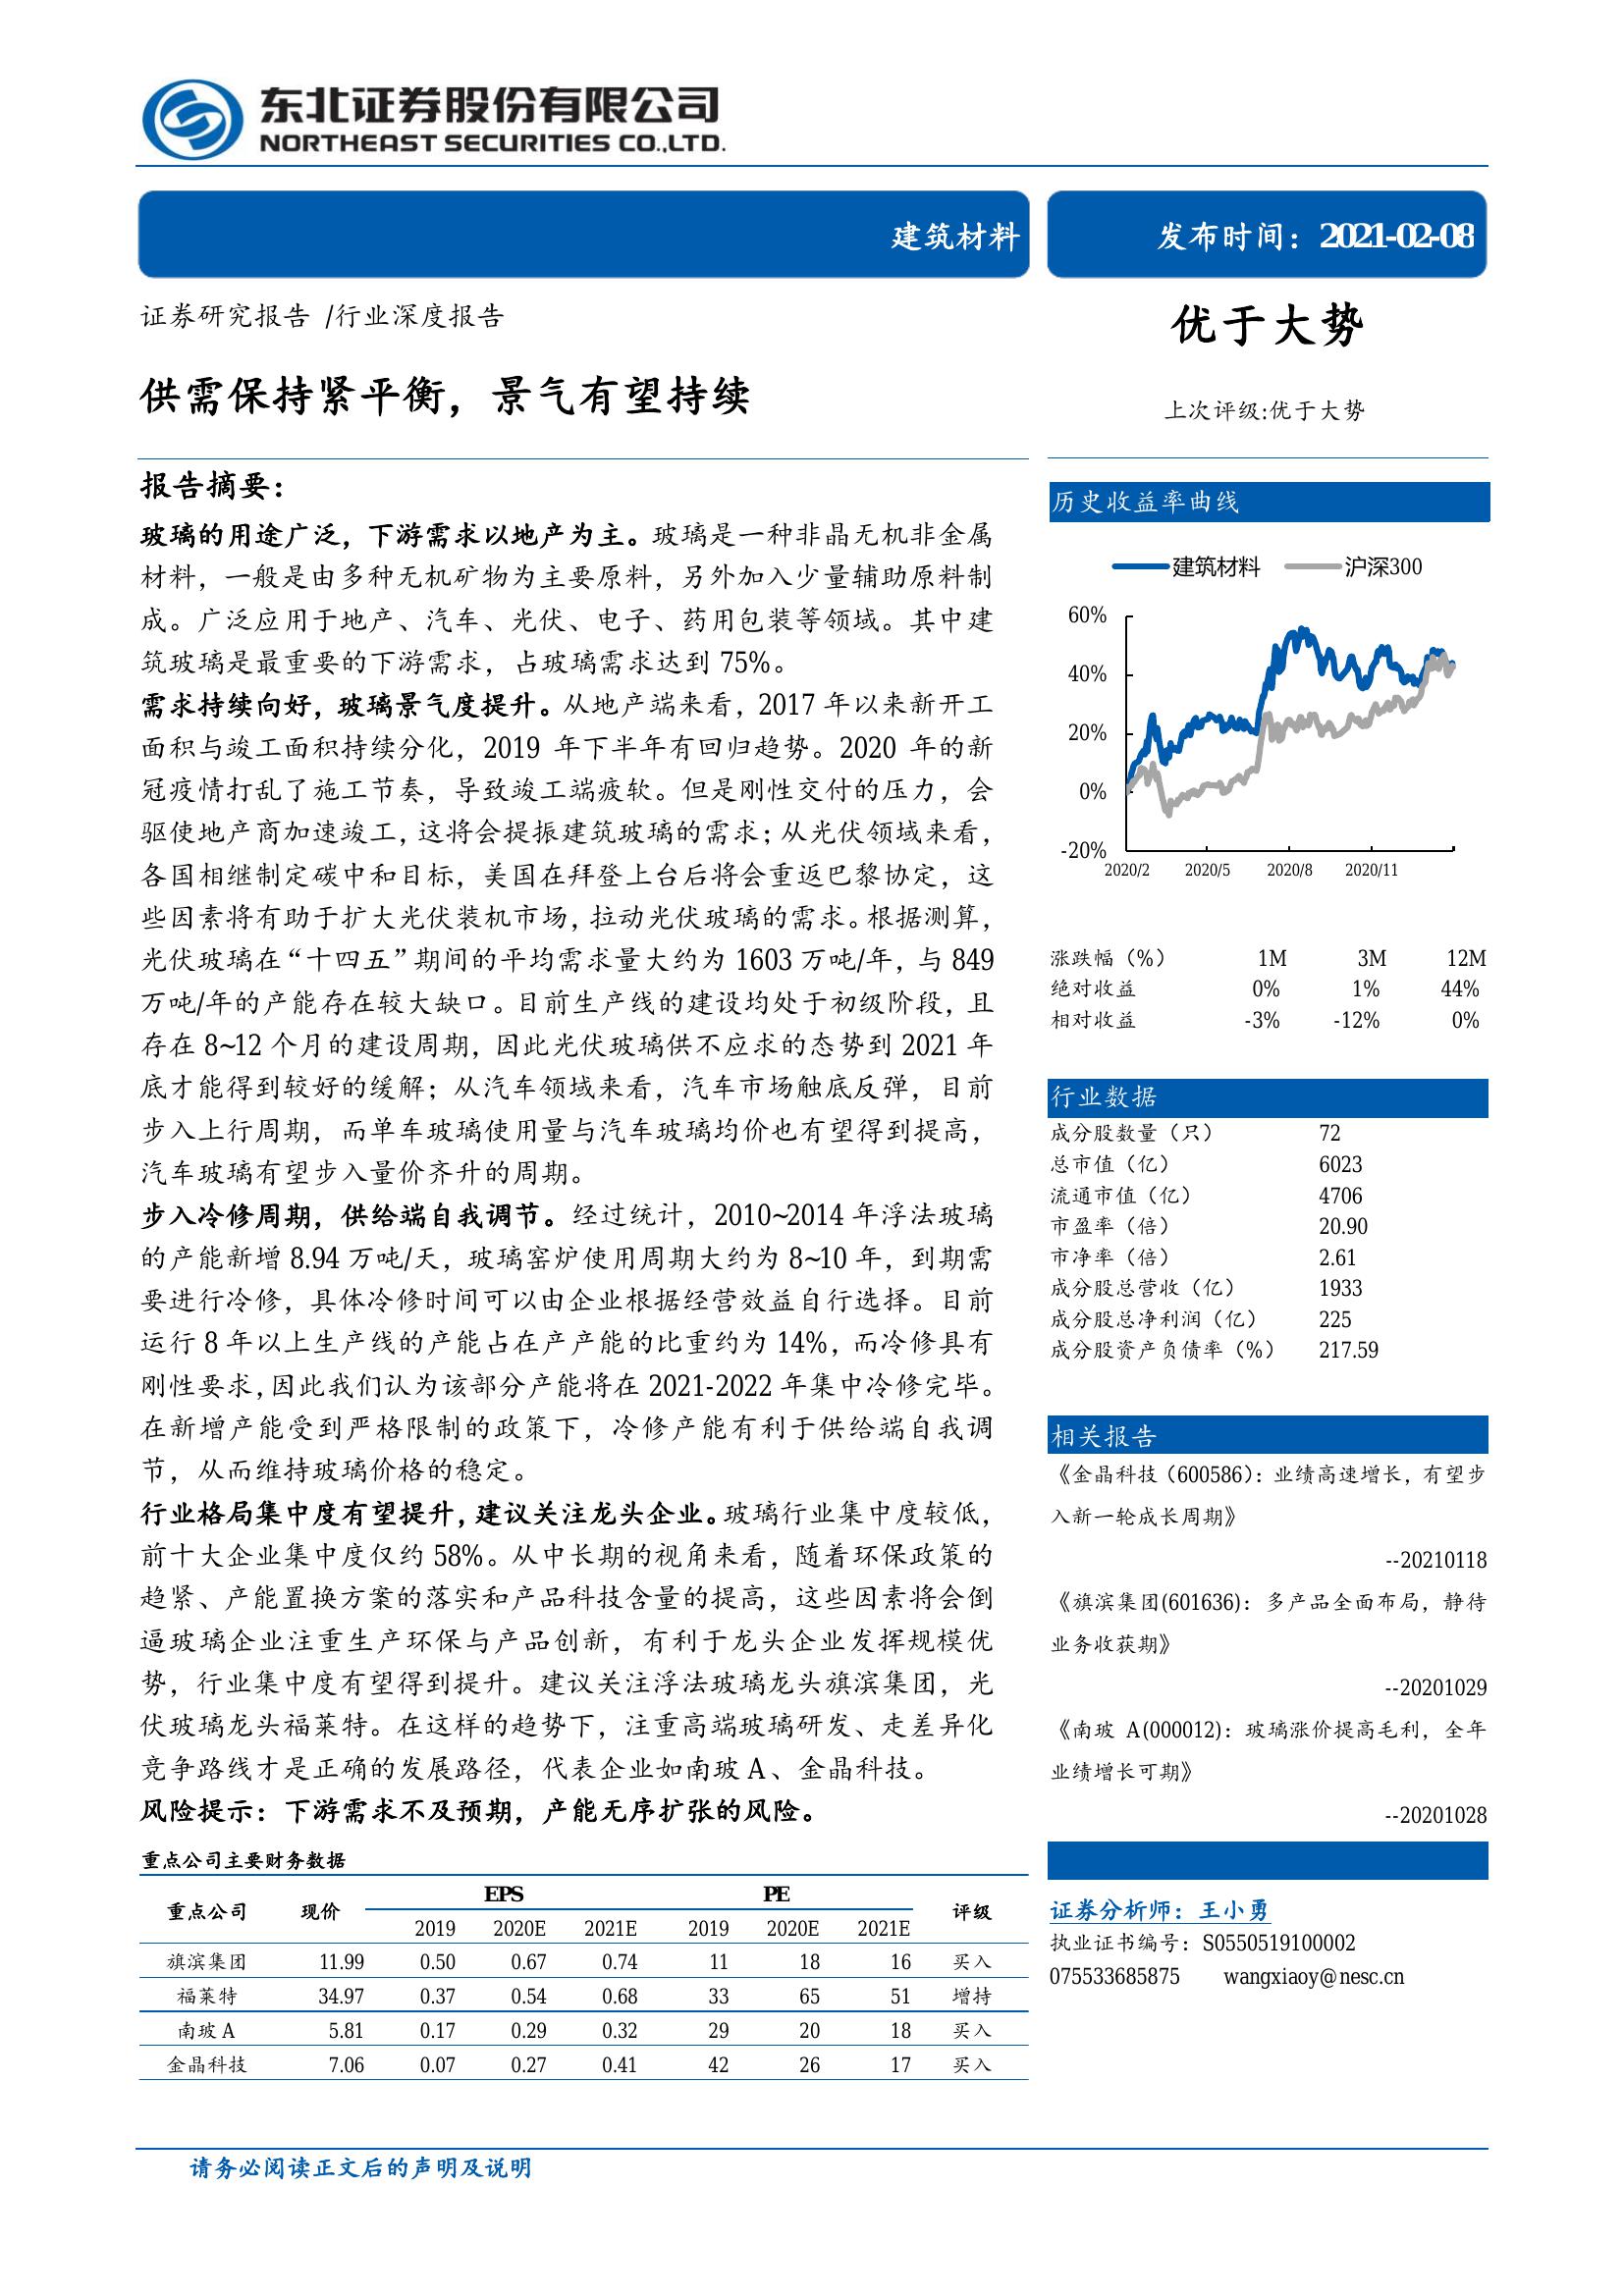 东北证券股份有限公司
NORTHEAST SECURITIES CO.,LTD.
建筑材料
发布时间：2021-02-08
证券研究报告 /行业深度报告
供需保持紧平衡，景气有望持续
优于大势
上次评级:优于大势
报告摘要：
玻璃的用途广泛，下游需求以地产为主。玻璃是一种非晶无机非金属
材料，一般是由多种无机矿物为主要原料，另外加入少量辅助原料制
成。广泛应用于地产、汽车、光伏、电子、药用包装等领域。其中建
筑玻璃是最重要的下游需求，占玻璃需求达到 75%。
需求持续向好，玻璃景气度提升。从地产端来看，2017 年以来新开工
面积与竣工面积持续分化，2019 年下半年有回归趋势。2020 年的新
冠疫情打乱了施工节奏，导致竣工端疲软。但是刚性交付的压力，会
驱使地产商加速竣工，这将会提振建筑玻璃的需求；从光伏领域来看，
各国相继制定碳中和目标，美国在拜登上台后将会重返巴黎协定，这
些因素将有助于扩大光伏装机市场，拉动光伏玻璃的需求。根据测算，
光伏玻璃在“十四五”期间的平均需求量大约为 1603 万吨/年，与 849
万吨/年的产能存在较大缺口。目前生产线的建设均处于初级阶段，且
存在 8~12 个月的建设周期，因此光伏玻璃供不应求的态势到 2021 年
底才能得到较好的缓解；从汽车领域来看，汽车市场触底反弹，目前
步入上行周期，而单车玻璃使用量与汽车玻璃均价也有望得到提高，
汽车玻璃有望步入量价齐升的周期。
步入冷修周期，供给端自我调节。经过统计，2010~2014 年浮法玻璃
的产能新增 8.94 万吨/天，玻璃窑炉使用周期大约为 8~10 年，到期需
要进行冷修，具体冷修时间可以由企业根据经营效益自行选择。目前
运行 8 年以上生产线的产能占在产产能的比重约为 14%，而冷修具有
刚性要求，因此我们认为该部分产能将在 2021-2022 年集中冷修完毕。
在新增产能受到严格限制的政策下，冷修产能有利于供给端自我调
节，从而维持玻璃价格的稳定。
行业格局集中度有望提升，建议关注龙头企业。玻璃行业集中度较低，
前十大企业集中度仅约 58%。从中长期的视角来看，随着环保政策的
趋紧、产能置换方案的落实和产品科技含量的提高，这些因素将会倒
逼玻璃企业注重生产环保与产品创新，有利于龙头企业发挥规模优
势，行业集中度有望得到提升。建议关注浮法玻璃龙头旗滨集团，光
伏玻璃龙头福莱特。在这样的趋势下，注重高端玻璃研发、走差异化
竞争路线才是正确的发展路径，代表企业如南玻 A、金晶科技。
风险提示：下游需求不及预期，产能无序扩张的风险。
重点公司主要财务数据
重点公司 现价 EPS PE 评级
2019 2020E 2021E 2019 2020E 2021E
旗滨集团 11.99 0.50 0.67 0.74 11 18 16 买入
福莱特 34.97 0.37 0.54 0.68 33 65 51 增持
南玻 A 5.81 0.17 0.29 0.32 29 20 18 买入
金晶科技 7.06 0.07 0.27 0.41 42 26 17 买入
历史收益率曲线
建筑材料 沪深300
60%
40%
20%
0%
-20%
2020/2 2020/5 2020/8 2020/11
涨跌幅（%） 1M 3M 12M
绝对收益 0% 1% 44%
相对收益 -3% -12% 0%
行业数据
成分股数量（只） 72
总市值（亿） 6023
流通市值（亿） 4706
市盈率（倍） 20.90
市净率（倍） 2.61
成分股总营收（亿） 1933
成分股总净利润（亿） 225
成分股资产负债率（%） 217.59
相关报告
《金晶科技（600586）：业绩高速增长，有望步
入新一轮成长周期》
--20210118
《旗滨集团(601636)：多产品全面布局，静待
业务收获期》
--20201029
《南玻 A(000012)：玻璃涨价提高毛利，全年
业绩增长可期》
--20201028
证券分析师：王小勇
执业证书编号：S0550519100002
075533685875 wangxiaoy@nesc.cn
请务必阅读正文后的声明及说明